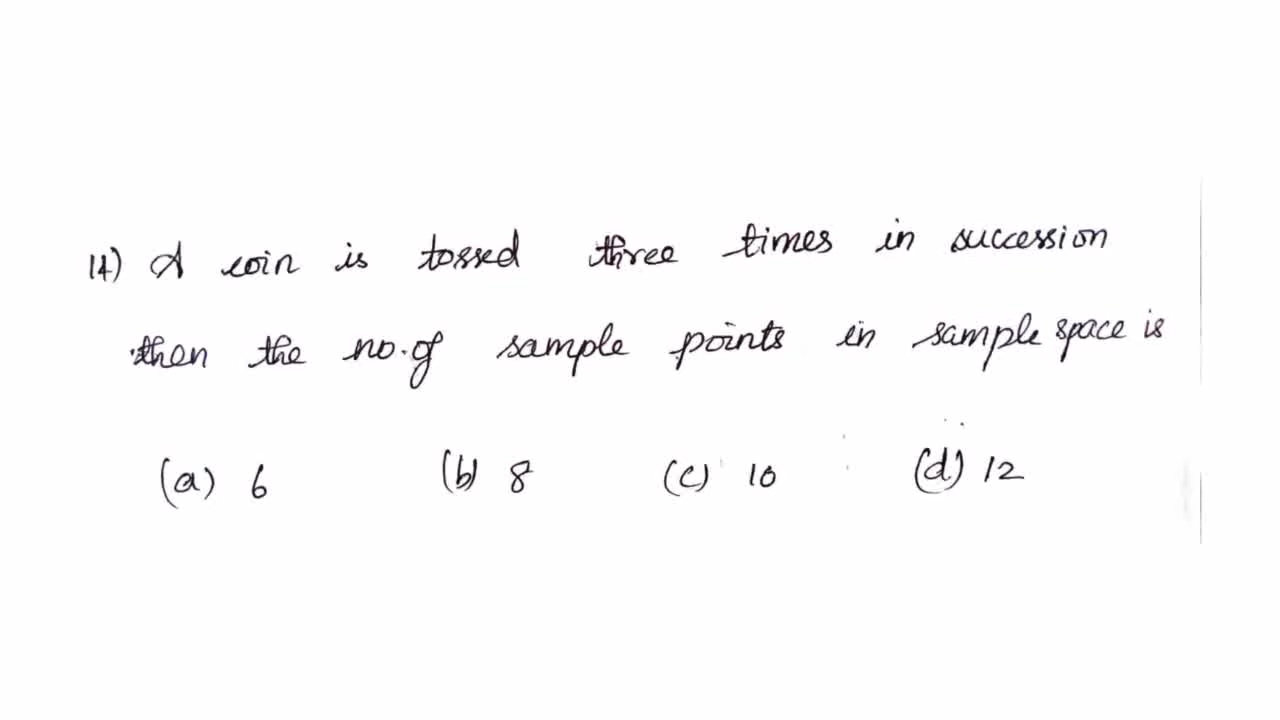 14) A coin is tossed three times in succession
then the no. of sample points in sample space is
(a) 6 (b) 8 (c) 10 (d) 12